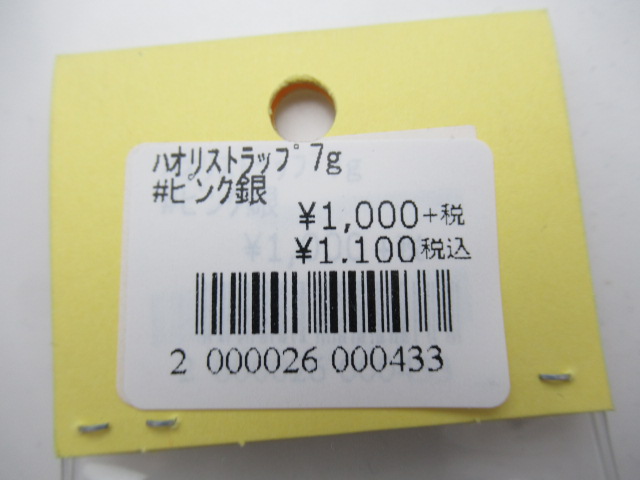 ﾊｵﾘｽﾄﾗｯﾌﾟ 7g
#ピンク銀
¥1,000+税
¥1.100税込
2 000026 000433